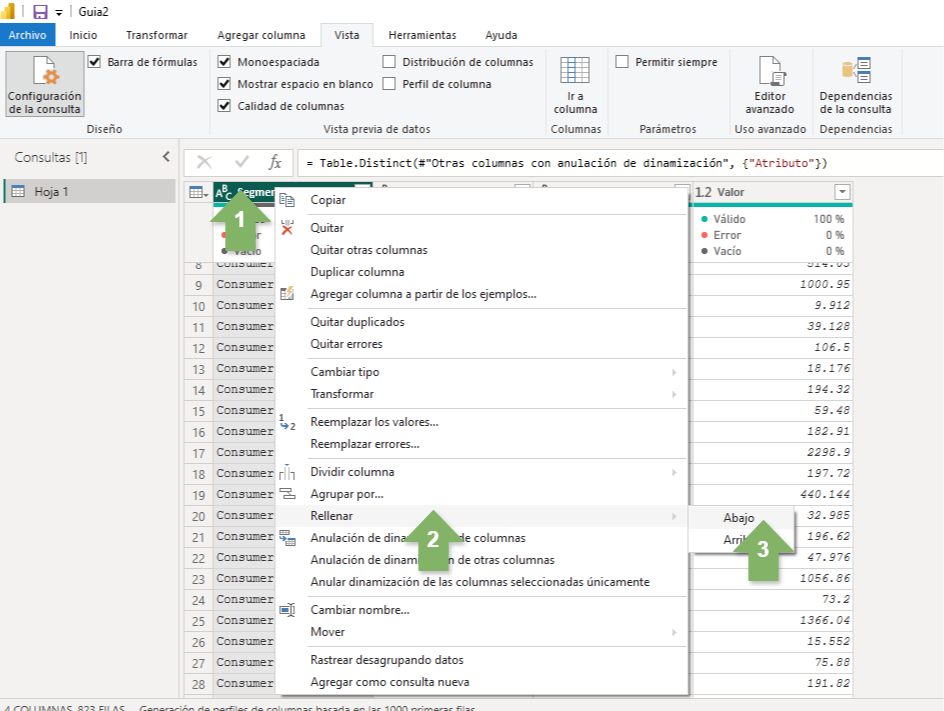 Guia2
Archivo Inicio Transformar Agregar columna Vista Herramientas Ayuda
Configuración de la consulta
Barra de fórmulas
Diseño
Monoespaciada
Mostrar espacio en blanco
Calidad de columnas
Distribución de columnas
Perfil de columna
Vista previa de datos
Ir a columna
Columnas
Permitir siempre
Parámetros
Editor avanzado
Uso avanzado
Dependencias de la consulta
Dependencias
Consultas [1]
Hoja 1
fx = Table.Distinct(#"Otras columnas con anulación de dinamización", {"Atributo"})
ABC Segmen
1.2 Valor
1
Válido 100 %
Error 0 %
Vacío 0 %
Vacío
8 Consumer 914.03
9 Consumer 1000.95
10 Consumer 9.912
11 Consumer 39.128
12 Consumer 106.5
13 Consumer 18.176
14 Consumer 194.32
15 Consumer 59.48
16 Consumer 182.91
17 Consumer 2298.9
18 Consumer 197.72
19 Consumer 440.144
20 Consumer 32.985
21 Consumer 196.62
22 Consumer 47.976
23 Consumer 1056.86
24 Consumer 73.2
25 Consumer 1366.04
26 Consumer 15.552
27 Consumer 75.88
28 Consumer 191.82
Copiar
Quitar
Quitar otras columnas
Duplicar columna
Agregar columna a partir de los ejemplos...
Quitar duplicados
Quitar errores
Cambiar tipo
Transformar
Reemplazar los valores...
Reemplazar errores...
Dividir columna
Agrupar por...
Rellenar
2
Abajo
3
Anulación de dina de columnas
Anulación de dinam n de otras columnas
Anular dinamización de las columnas seleccionadas únicamente
Cambiar nombre...
Mover
Rastrear desagrupando datos
Agregar como consulta nueva
4 COLUMNAS, 823 FILAS Generación de perfiles de columnas basada en las 1000 primeras filas